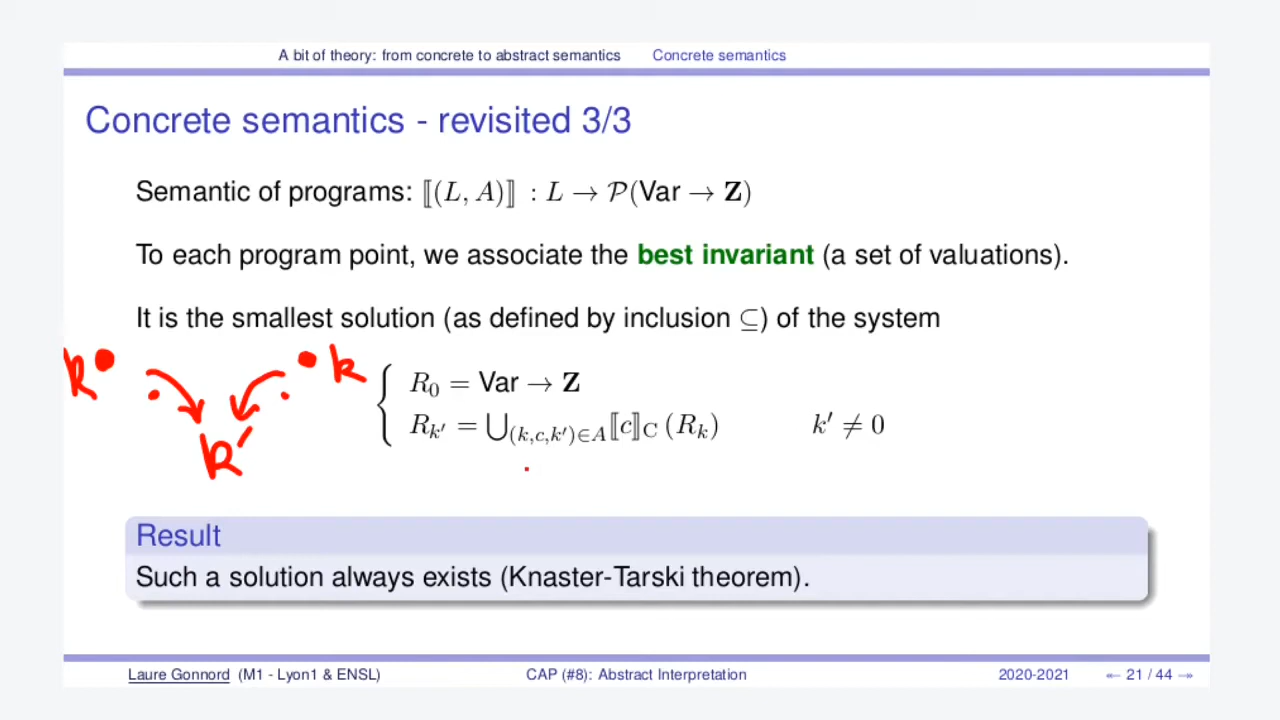 A bit of theory: from concrete to abstract semantics Concrete semantics
Concrete semantics - revisited 3/3
Semantic of programs: ⟦(L, A)⟧ : L → 𝒫(Var → Z)
To each program point, we associate the best invariant (a set of valuations).
It is the smallest solution (as defined by inclusion ⊆) of the system
k k
R₀ = Var → Z
R_{k′} = ⋃_{(k,c,k′)∈A} ⟦c⟧_C (R_k) k′ ≠ 0
k′
Result
Such a solution always exists (Knaster-Tarski theorem).
Laure Gonnord (M1 - Lyon1 & ENSL) CAP (#8): Abstract Interpretation 2020-2021 ← 21 / 44 →